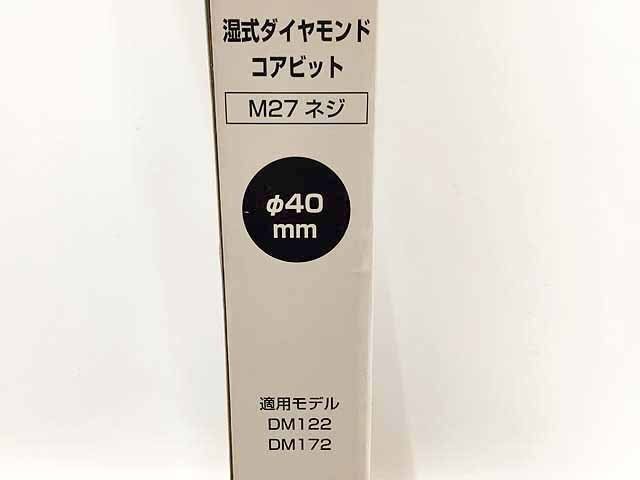 湿式ダイヤモンド
コアビット
M27 ネジ
φ40
mm
適用モデル
DM122
DM172